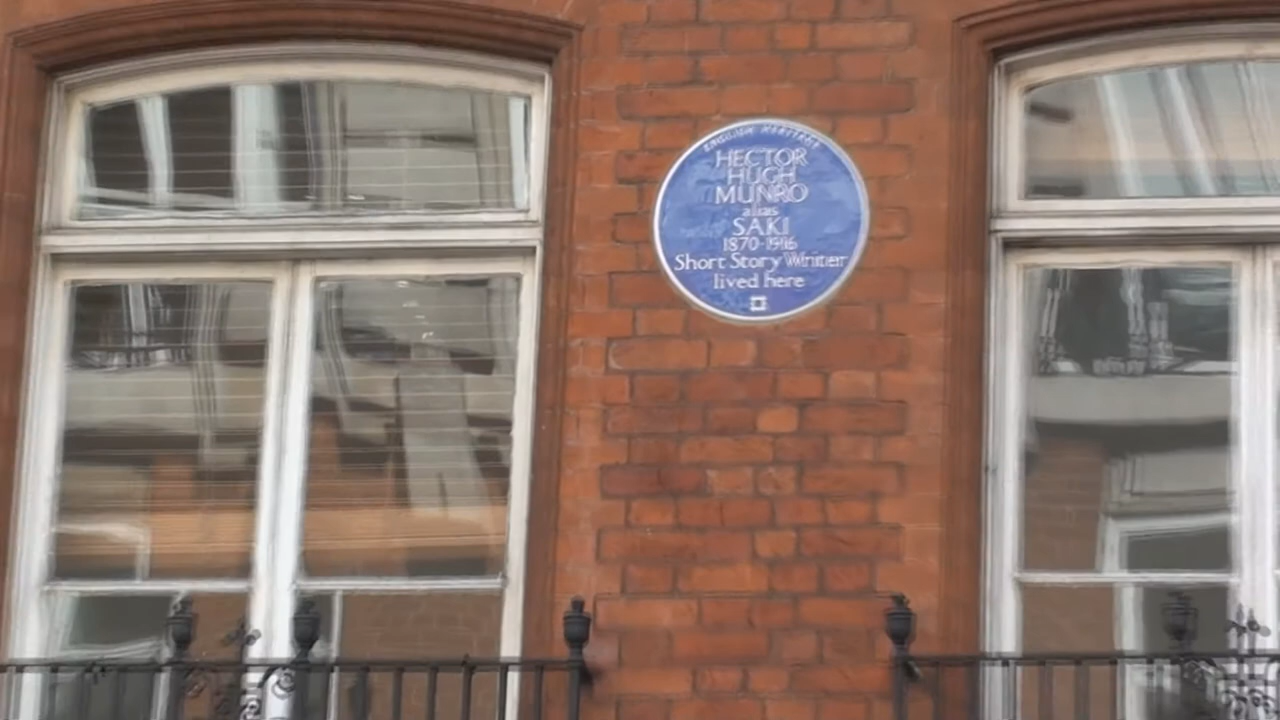 ENGLISH HERITAGE
HECTOR
HUGH
MUNRO
alias
SAKI
1870-1916
Short Story Writer
lived here